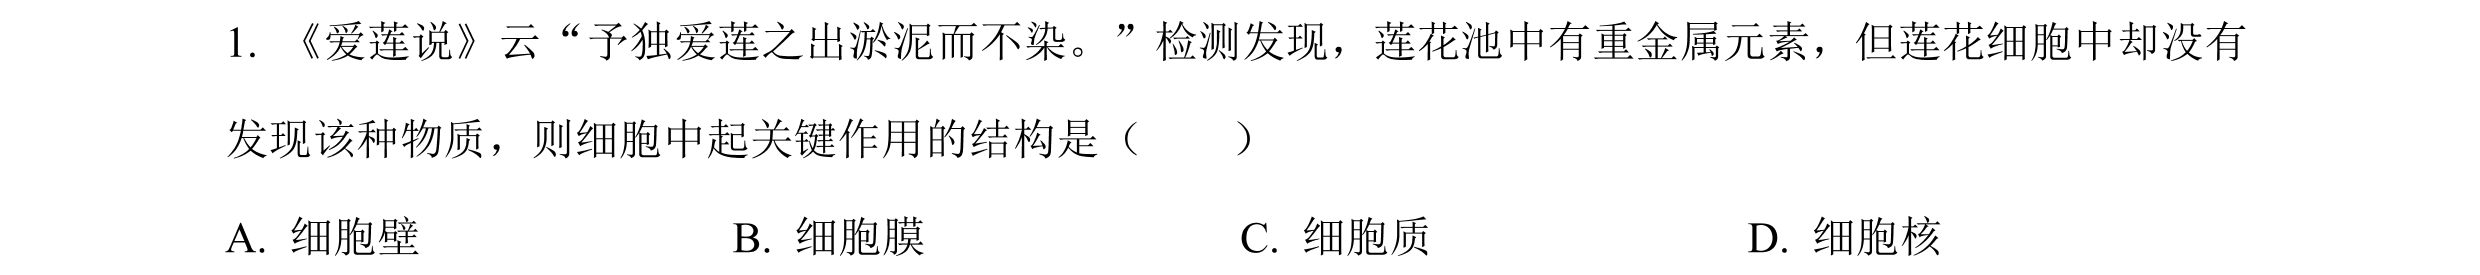 1. 《爱莲说》云“予独爱莲之出淤泥而不染。”检测发现，莲花池中有重金属元素，但莲花细胞中却没有
发现该种物质，则细胞中起关键作用的结构是（　　）
A. 细胞壁 B. 细胞膜 C. 细胞质 D. 细胞核